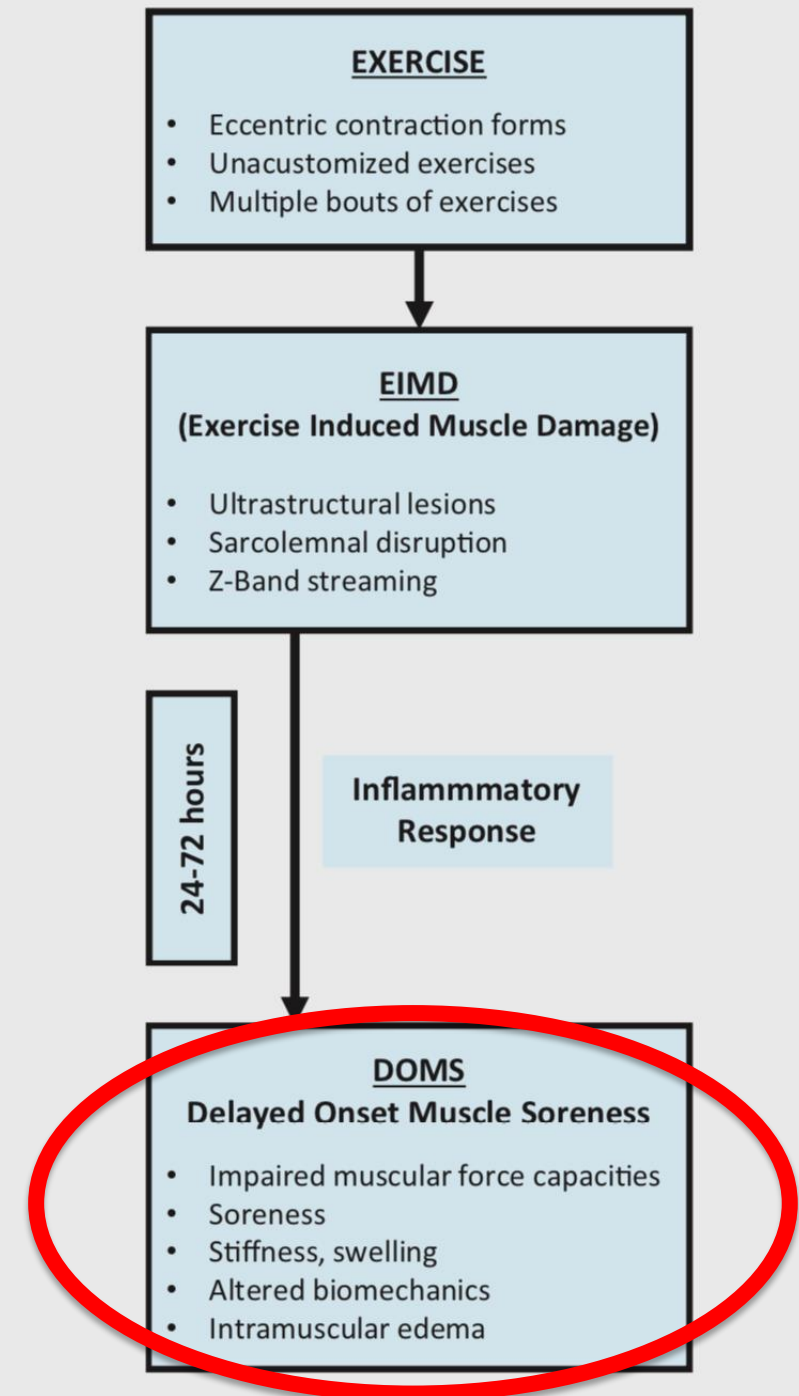 EXERCISE
• Eccentric contraction forms
• Unacustomized exercises
• Multiple bouts of exercises
EIMD
(Exercise Induced Muscle Damage)
• Ultrastructural lesions
• Sarcolemnal disruption
• Z-Band streaming
24-72 hours
Inflammmatory
Response
DOMS
Delayed Onset Muscle Soreness
• Impaired muscular force capacities
• Soreness
• Stiffness, swelling
• Altered biomechanics
• Intramuscular edema